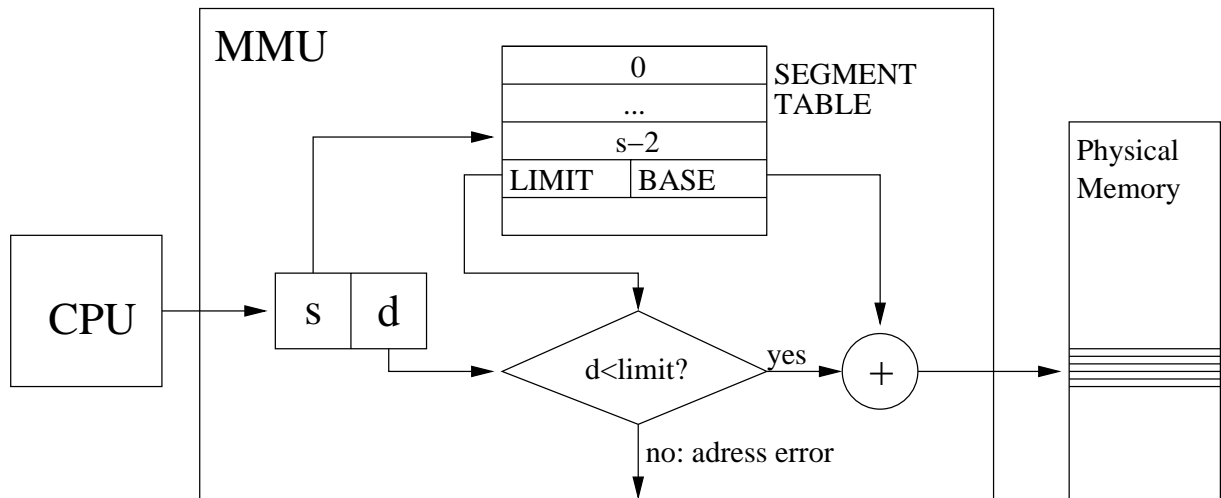 MMU
0
SEGMENT
TABLE
...
s−2
LIMIT
BASE
Physical
Memory
CPU
s
d
d<limit?
yes
+
no: adress error